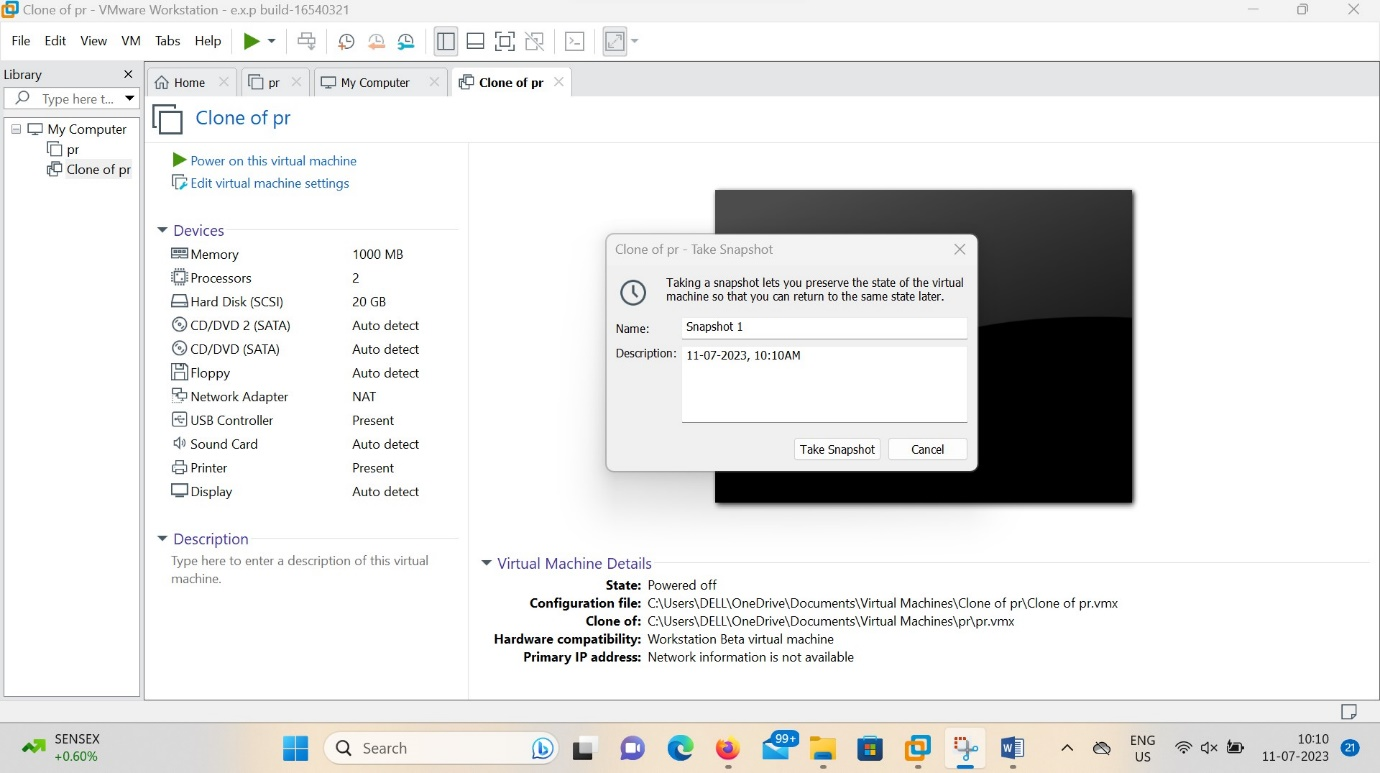 Clone of pr - VMware Workstation - e.x.p build-16540321
File Edit View VM Tabs Help
Library
Type here t...
Home
pr
My Computer
Clone of pr
My Computer
pr
Clone of pr
Clone of pr
Power on this virtual machine
Edit virtual machine settings
Devices
Memory 1000 MB
Processors 2
Hard Disk (SCSI) 20 GB
CD/DVD 2 (SATA) Auto detect
CD/DVD (SATA) Auto detect
Floppy Auto detect
Network Adapter NAT
USB Controller Present
Sound Card Auto detect
Printer Present
Display Auto detect
Description
Type here to enter a description of this virtual
machine.
Clone of pr - Take Snapshot
Taking a snapshot lets you preserve the state of the virtual
machine so that you can return to the same state later.
Name: Snapshot 1
Description: 11-07-2023, 10:10AM
Take Snapshot Cancel
Virtual Machine Details
State: Powered off
Configuration file: C:\Users\DELL\OneDrive\Documents\Virtual Machines\Clone of pr\Clone of pr.vmx
Clone of: C:\Users\DELL\OneDrive\Documents\Virtual Machines\pr\pr.vmx
Hardware compatibility: Workstation Beta virtual machine
Primary IP address: Network information is not available
SENSEX
+0.60%
Search
99+
ENG
US
10:10
11-07-2023
21